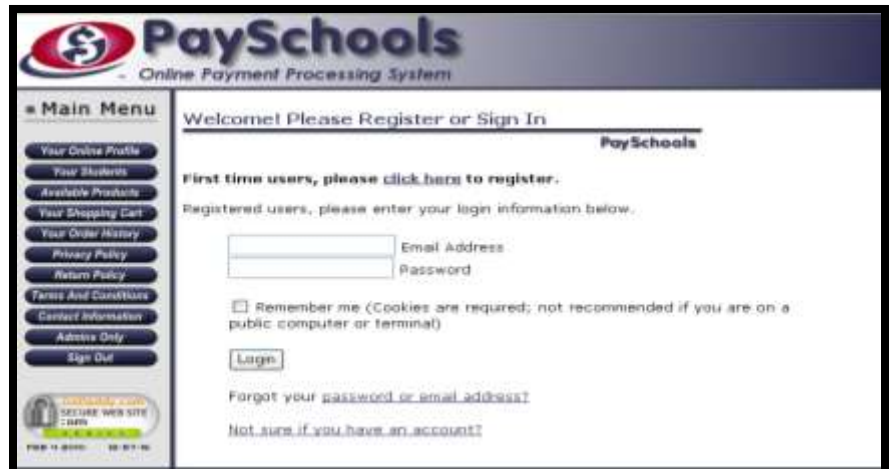 PaySchools
Online Payment Processing System
Main Menu
Welcome! Please Register or Sign In
PaySchools
Your Online Profile
Your Students
Available Products
Your Shopping Cart
Your Order History
Privacy Policy
Return Policy
Terms And Conditions
Contact Information
Admins Only
Sign Out
SECURE WEB SITE
First time users, please click here to register.
Registered users, please enter your login information below.
Email Address
Password
Remember me (Cookies are required; not recommended if you are on a
public computer or terminal)
Login
Forgot your password or email address?
Not sure if you have an account?